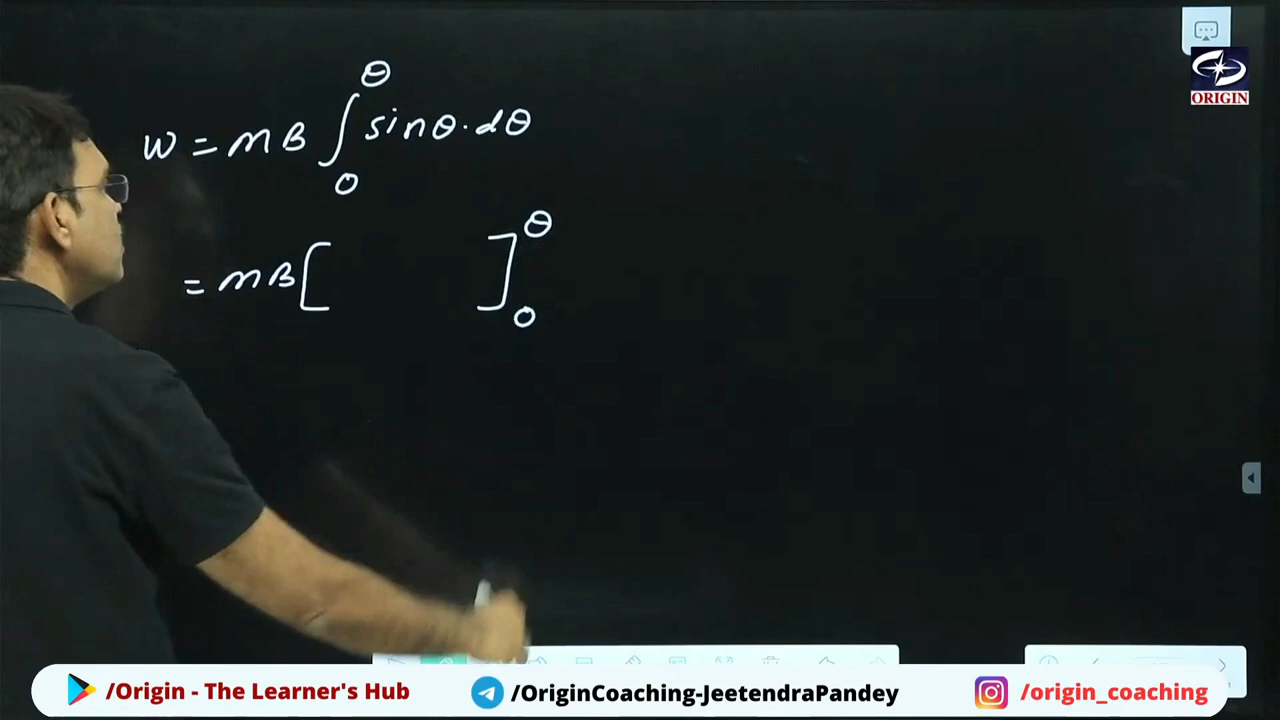 ORIGIN
W = MB ∫₀^θ sinθ.dθ
= MB [ ]₀^θ
/Origin - The Learner's Hub
/OriginCoaching-JeetendraPandey
/origin_coaching